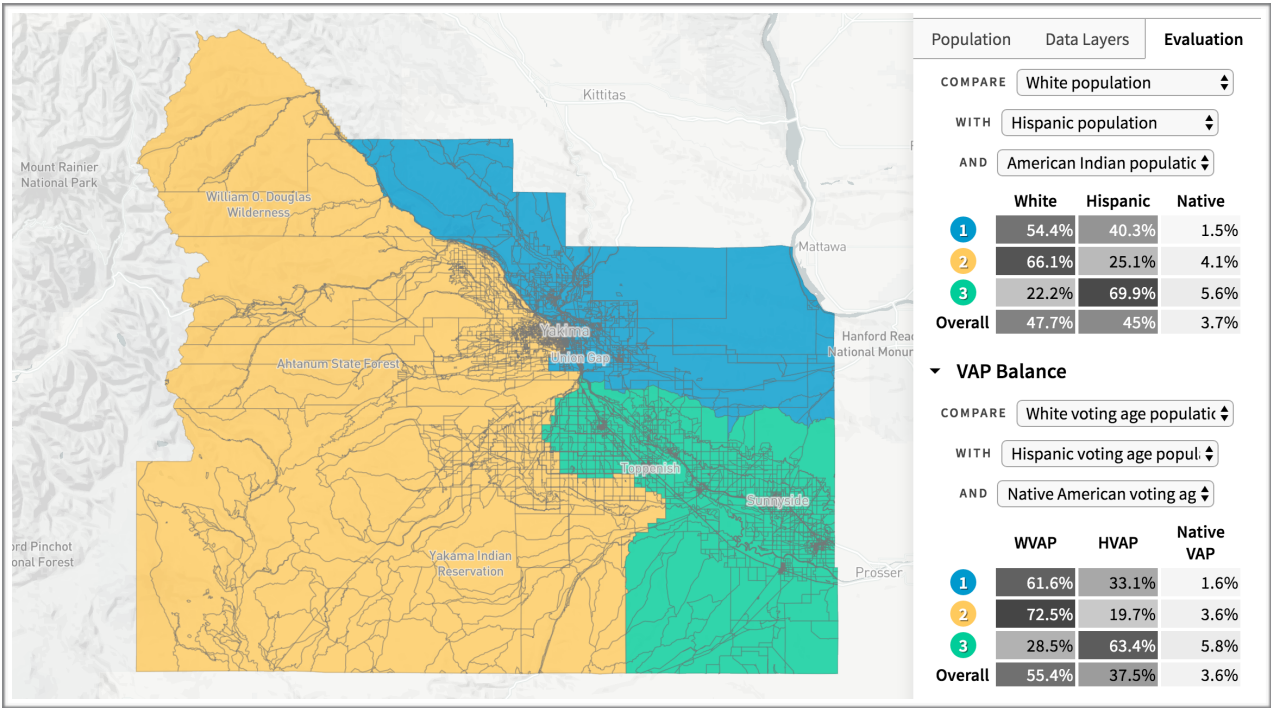 Kittitas
Mount Rainier
National Park
William O. Douglas
Wilderness
Mattawa
Yakima
Hanford Reac
National Monur
Union Gap
Ahtanum State Forest
Toppenish
Sunnyside
ord Pinchot
onal Forest
Yakama Indian
Reservation
Prosser
Population Data Layers Evaluation
COMPARE White population
WITH Hispanic population
AND American Indian populatic
White Hispanic Native
1 54.4% 40.3% 1.5%
2 66.1% 25.1% 4.1%
3 22.2% 69.9% 5.6%
Overall 47.7% 45% 3.7%
VAP Balance
COMPARE White voting age populatic
WITH Hispanic voting age popul
AND Native American voting ag
WVAP HVAP Native
VAP
1 61.6% 33.1% 1.6%
2 72.5% 19.7% 3.6%
3 28.5% 63.4% 5.8%
Overall 55.4% 37.5% 3.6%